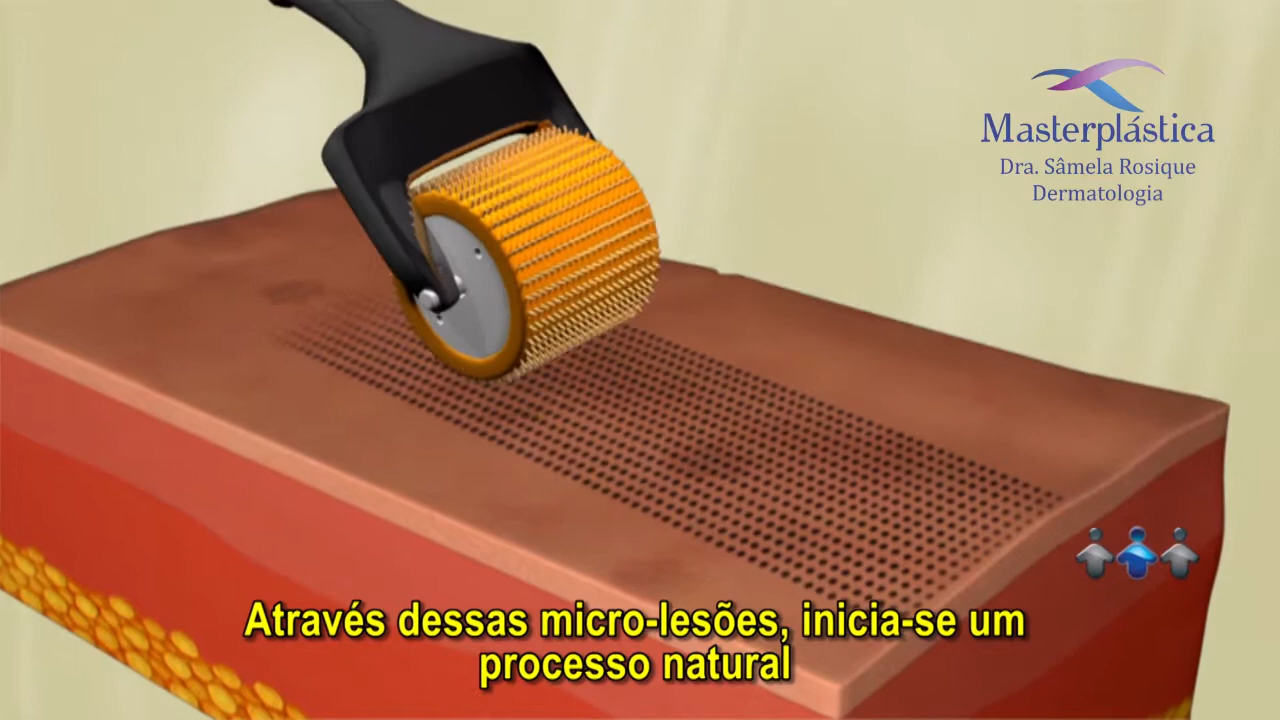 Masterplástica
Dra. Sâmela Rosique
Dermatologia
Através dessas micro-lesões, inicia-se um
processo natural